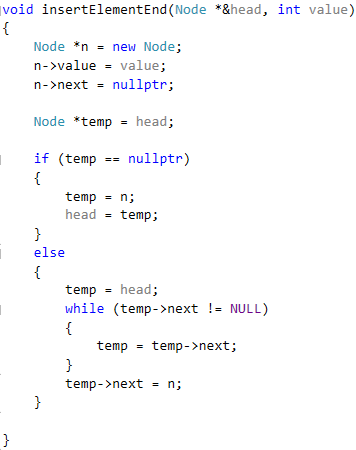 void insertElementEnd(Node *&head, int value)
{
    Node *n = new Node;
    n->value = value;
    n->next = nullptr;

    Node *temp = head;

    if (temp == nullptr)
    {
        temp = n;
        head = temp;
    }
    else
    {
        temp = head;
        while (temp->next != NULL)
        {
            temp = temp->next;
        }
        temp->next = n;
    }

}